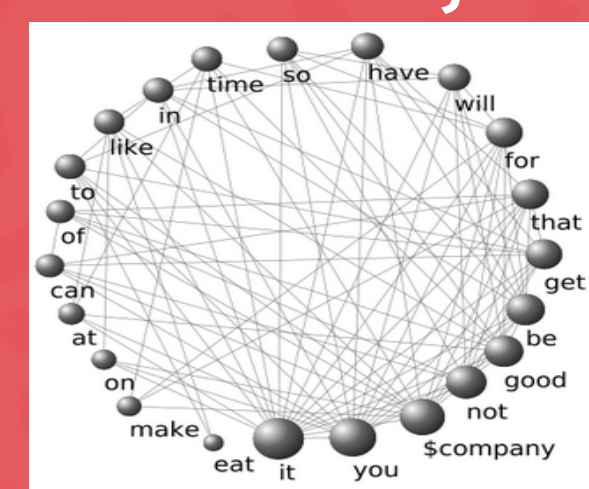 so
have
time
will
in
like
for
to
that
of
get
can
be
at
good
on
not
make
$company
eat
it
you